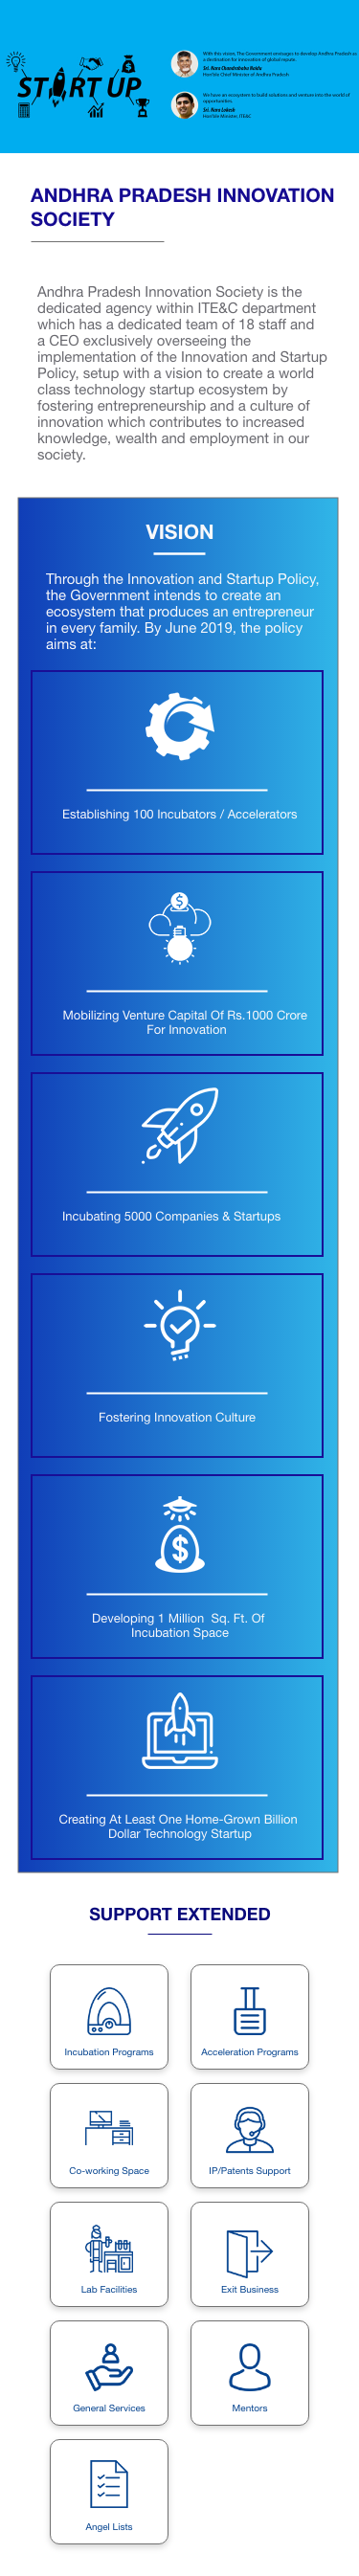 START UP
With this vision, The Government envisages to develop Andhra Pradesh as
a destination for innovation of global repute.
Sri. Nara Chandrababu Naidu
Hon'ble Chief Minister of Andhra Pradesh
We have an ecosystem to build solutions and venture into the world of
opportunities.
Sri. Nara Lokesh
Hon'ble Minister, ITE&C
ANDHRA PRADESH INNOVATION
SOCIETY
Andhra Pradesh Innovation Society is the
dedicated agency within ITE&C department
which has a dedicated team of 18 staff and
a CEO exclusively overseeing the
implementation of the Innovation and Startup
Policy, setup with a vision to create a world
class technology startup ecosystem by
fostering entrepreneurship and a culture of
innovation which contributes to increased
knowledge, wealth and employment in our
society.
VISION
Through the Innovation and Startup Policy,
the Government intends to create an
ecosystem that produces an entrepreneur
in every family. By June 2019, the policy
aims at:
Establishing 100 Incubators / Accelerators
Mobilizing Venture Capital Of Rs.1000 Crore
For Innovation
Incubating 5000 Companies & Startups
Fostering Innovation Culture
Developing 1 Million Sq. Ft. Of
Incubation Space
Creating At Least One Home-Grown Billion
Dollar Technology Startup
SUPPORT EXTENDED
Incubation Programs
Acceleration Programs
Co-working Space
IP/Patents Support
Lab Facilities
Exit Business
General Services
Mentors
Angel Lists